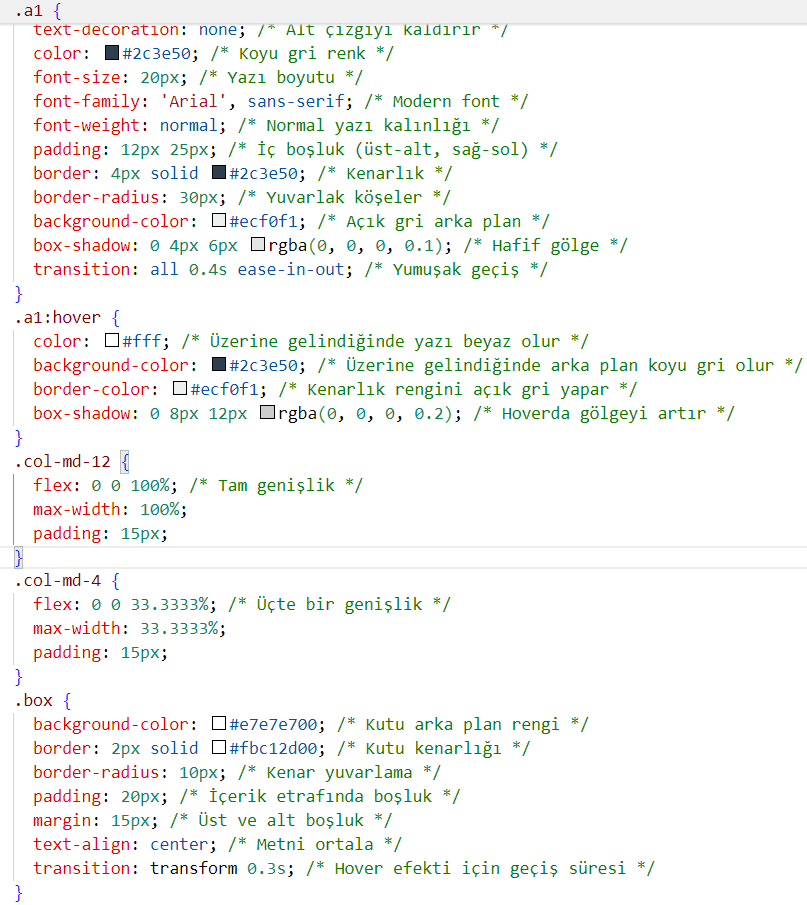 .a1 {
text-decoration: none; /* Alt çizgiyi kaldırır */
color: #2c3e50; /* Koyu gri renk */
font-size: 20px; /* Yazı boyutu */
font-family: 'Arial', sans-serif; /* Modern font */
font-weight: normal; /* Normal yazı kalınlığı */
padding: 12px 25px; /* İç boşluk (üst-alt, sağ-sol) */
border: 4px solid #2c3e50; /* Kenarlık */
border-radius: 30px; /* Yuvarlak köşeler */
background-color: #ecf0f1; /* Açık gri arka plan */
box-shadow: 0 4px 6px rgba(0, 0, 0, 0.1); /* Hafif gölge */
transition: all 0.4s ease-in-out; /* Yumuşak geçiş */
}
.a1:hover {
color: #fff; /* Üzerine gelindiğinde yazı beyaz olur */
background-color: #2c3e50; /* Üzerine gelindiğinde arka plan koyu gri olur */
border-color: #ecf0f1; /* Kenarlık rengini açık gri yapar */
box-shadow: 0 8px 12px rgba(0, 0, 0, 0.2); /* Hoverda gölgeyi artır */
}
.col-md-12 {
flex: 0 0 100%; /* Tam genişlik */
max-width: 100%;
padding: 15px;
}
.col-md-4 {
flex: 0 0 33.3333%; /* Üçte bir genişlik */
max-width: 33.3333%;
padding: 15px;
}
.box {
background-color: #e7e7e700; /* Kutu arka plan rengi */
border: 2px solid #fbc12d00; /* Kutu kenarlığı */
border-radius: 10px; /* Kenar yuvarlama */
padding: 20px; /* İçerik etrafında boşluk */
margin: 15px; /* Üst ve alt boşluk */
text-align: center; /* Metni ortala */
transition: transform 0.3s; /* Hover efekti için geçiş süresi */
}